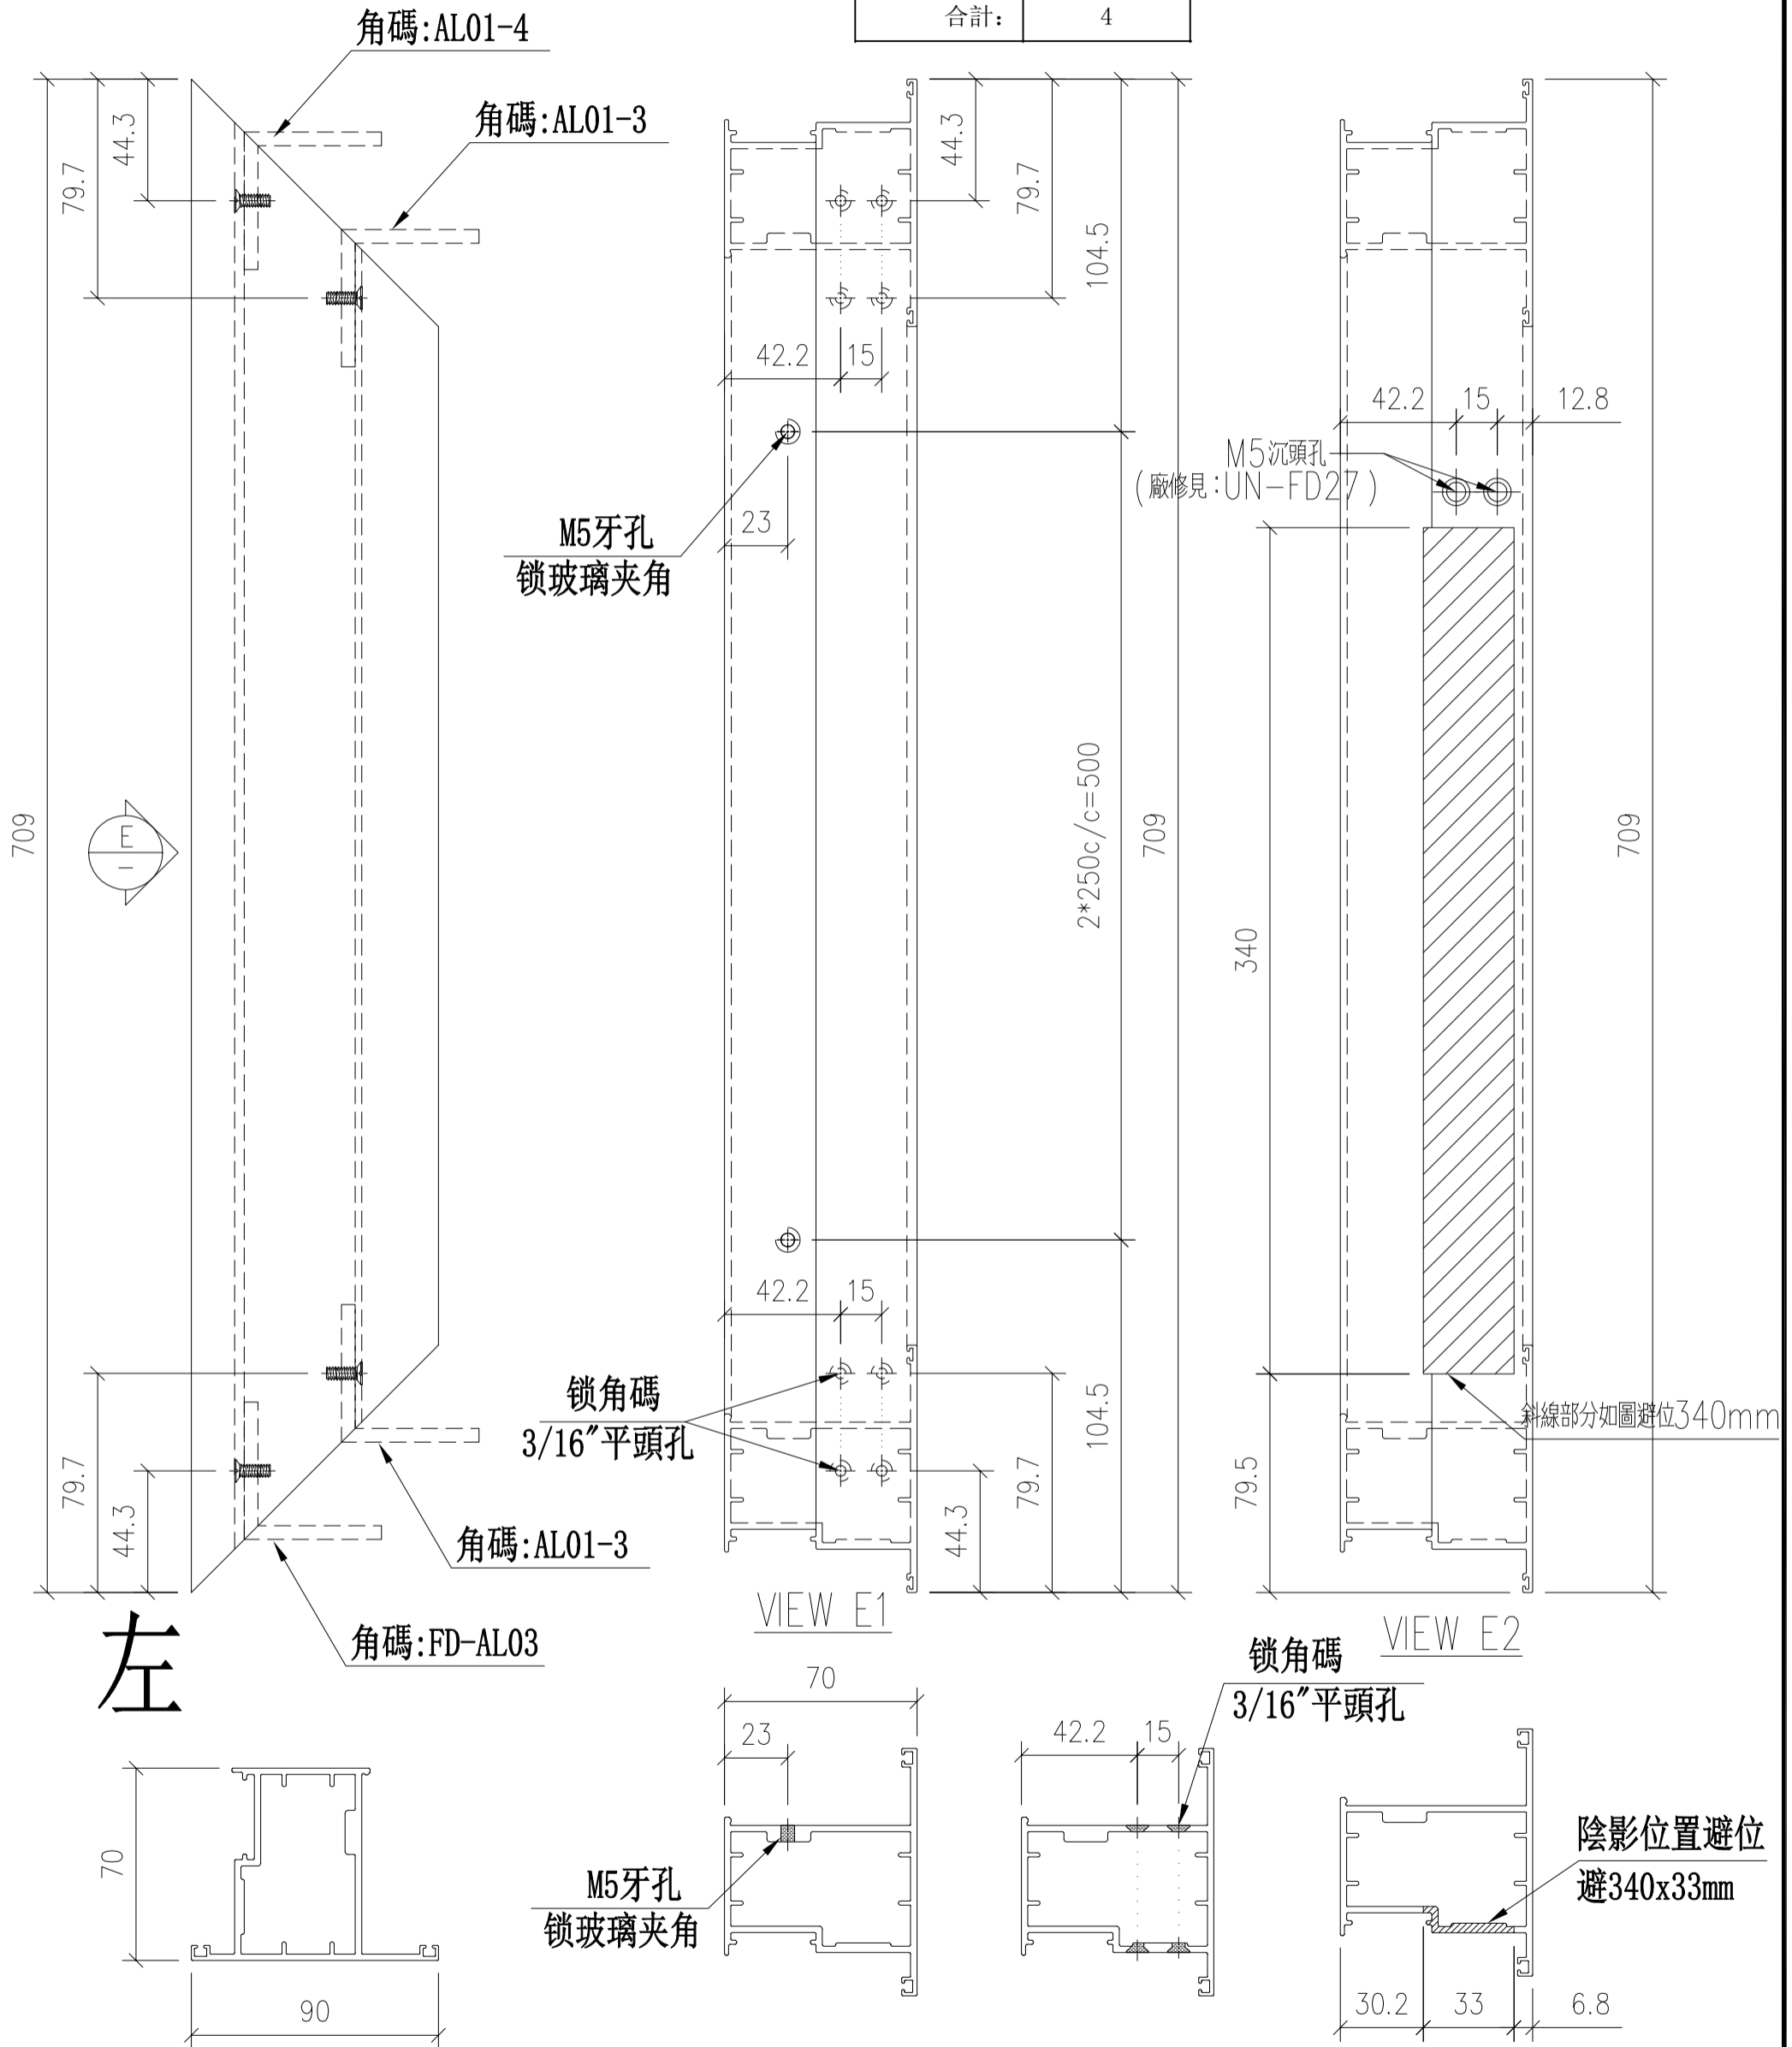 合計: 4
角碼:AL01-4
角碼:AL01-3
44.3
79.7
709
E
-
79.7
44.3
角碼:AL01-3
角碼:FD-AL03
左
44.3
79.7
104.5
42.2
15
M5牙孔
锁玻璃夹角
23
2*250c/c=500
709
42.2
15
锁角碼
3/16"平頭孔
104.5
79.7
44.3
VIEW E1
42.2
15
12.8
M5沉頭孔
(廠修見:UN-FD27)
340
709
斜線部分如圖避位340mm
79.5
VIEW E2
70
90
70
23
M5牙孔
锁玻璃夹角
锁角碼
3/16"平頭孔
42.2
15
陰影位置避位
避340x33mm
30.2
33
6.8